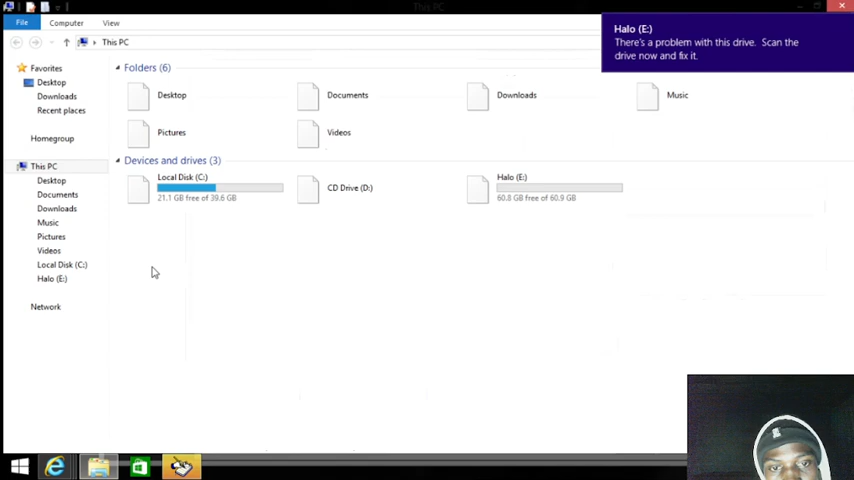 This PC
File
Computer
View
This PC
Halo (E:)
There's a problem with this drive. Scan the
drive now and fix it.
Favorites
Desktop
Downloads
Recent places
Homegroup
This PC
Desktop
Documents
Downloads
Music
Pictures
Videos
Local Disk (C:)
Halo (E:)
Network
Folders (6)
Desktop
Documents
Downloads
Music
Pictures
Videos
Devices and drives (3)
Local Disk (C:)
21.1 GB free of 39.6 GB
CD Drive (D:)
Halo (E:)
60.8 GB free of 60.9 GB